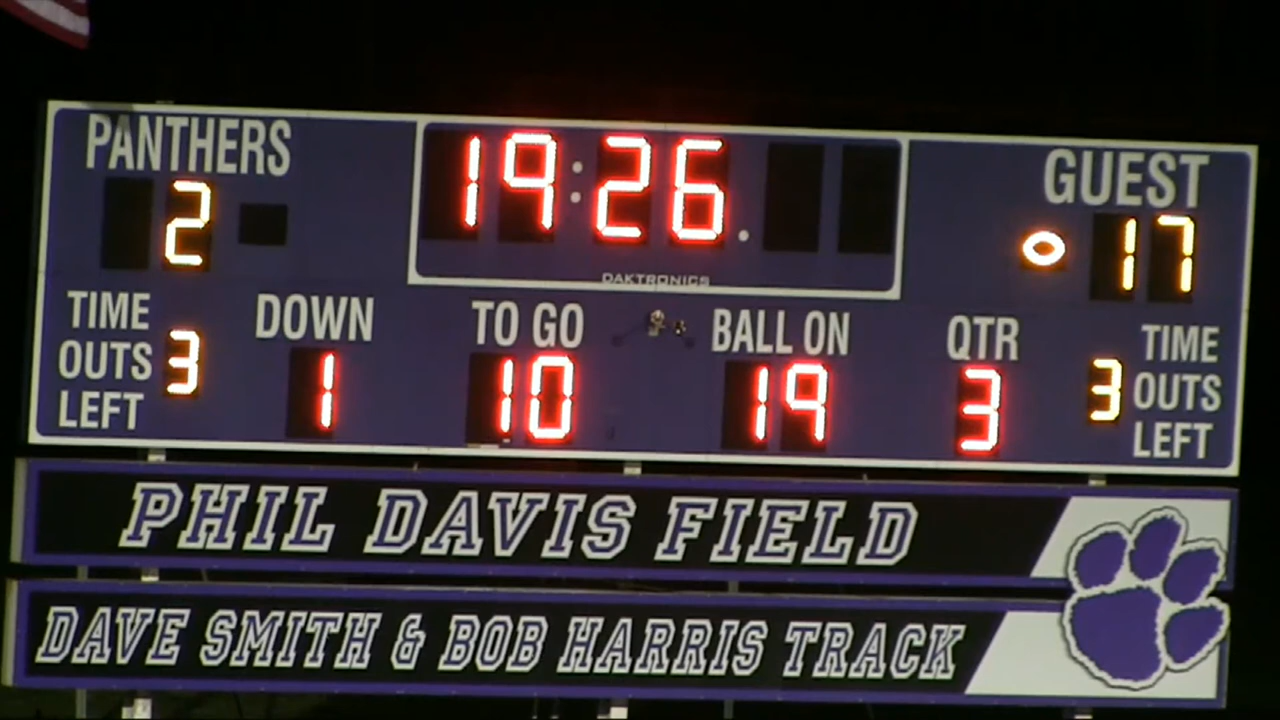 PANTHERS
2
19:26.
GUEST
17
DAKTRONICS
TIME OUTS LEFT
3
DOWN
1
TO GO
10
BALL ON
19
QTR
3
3
TIME OUTS LEFT
PHIL DAVIS FIELD
DAVE SMITH & BOB HARRIS TRACK